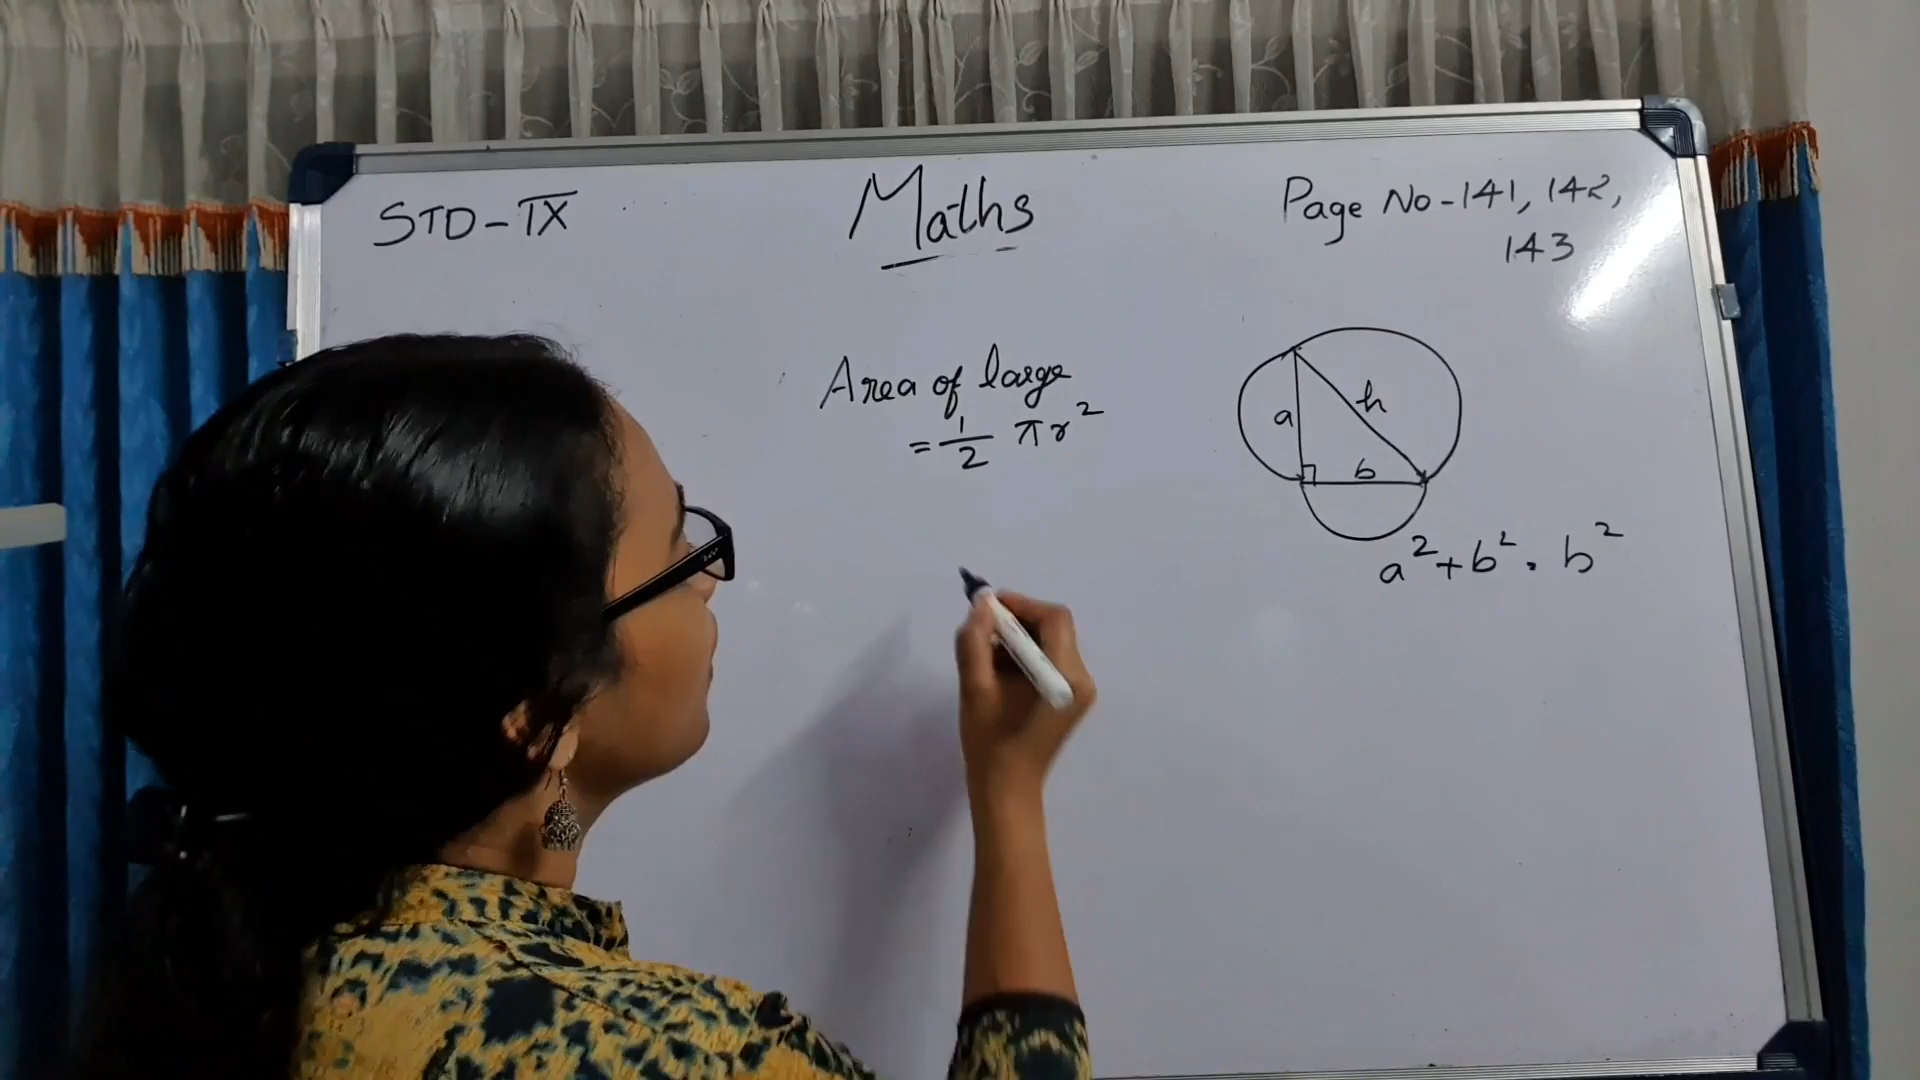 STD-IX
Maths
Page No-141, 142,
143
Area of large
= 1/2 πr²
a
h
b
a²+b² . h²